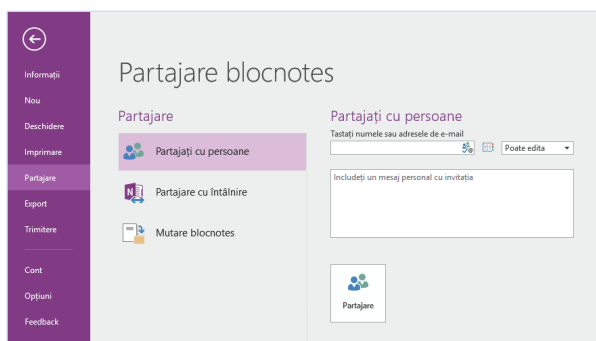 Informații
Nou
Deschidere
Imprimare
Partajare
Export
Trimitere
Cont
Opțiuni
Feedback
Partajare blocnotes
Partajare
Partajați cu persoane
Partajare cu întâlnire
Mutare blocnotes
Partajați cu persoane
Tastați numele sau adresele de e-mail
Poate edita
Includeți un mesaj personal cu invitația
Partajare